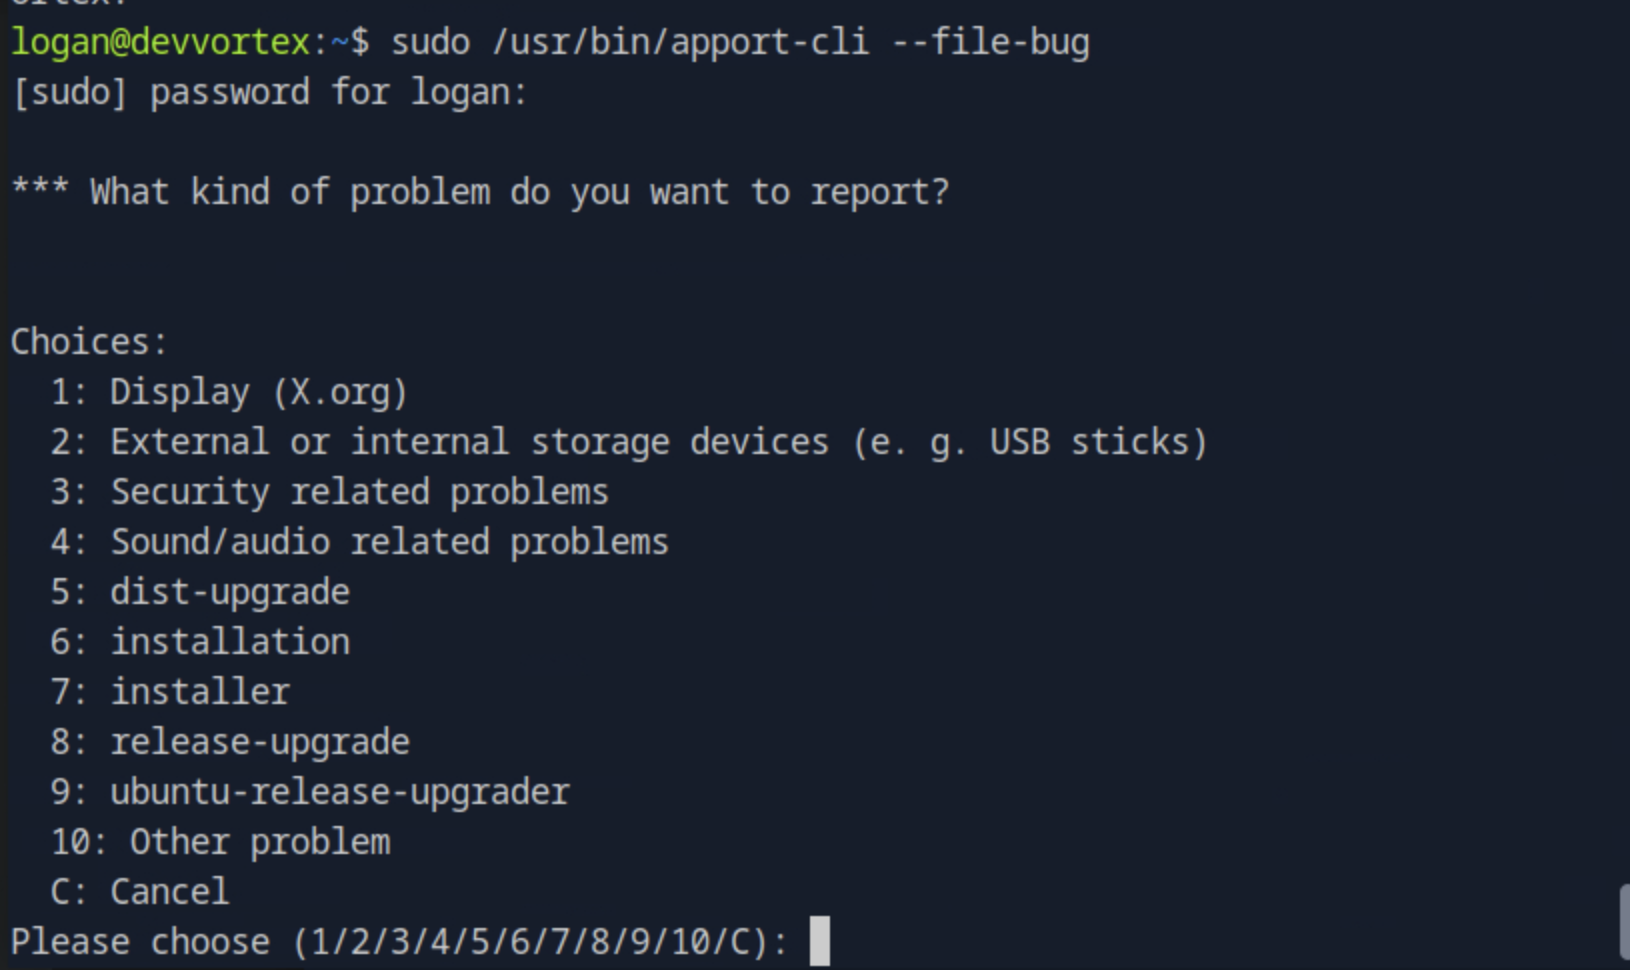 ortex:
logan@devvortex:~$ sudo /usr/bin/apport-cli --file-bug
[sudo] password for logan:
*** What kind of problem do you want to report?
Choices:
1: Display (X.org)
2: External or internal storage devices (e. g. USB sticks)
3: Security related problems
4: Sound/audio related problems
5: dist-upgrade
6: installation
7: installer
8: release-upgrade
9: ubuntu-release-upgrader
10: Other problem
C: Cancel
Please choose (1/2/3/4/5/6/7/8/9/10/C):